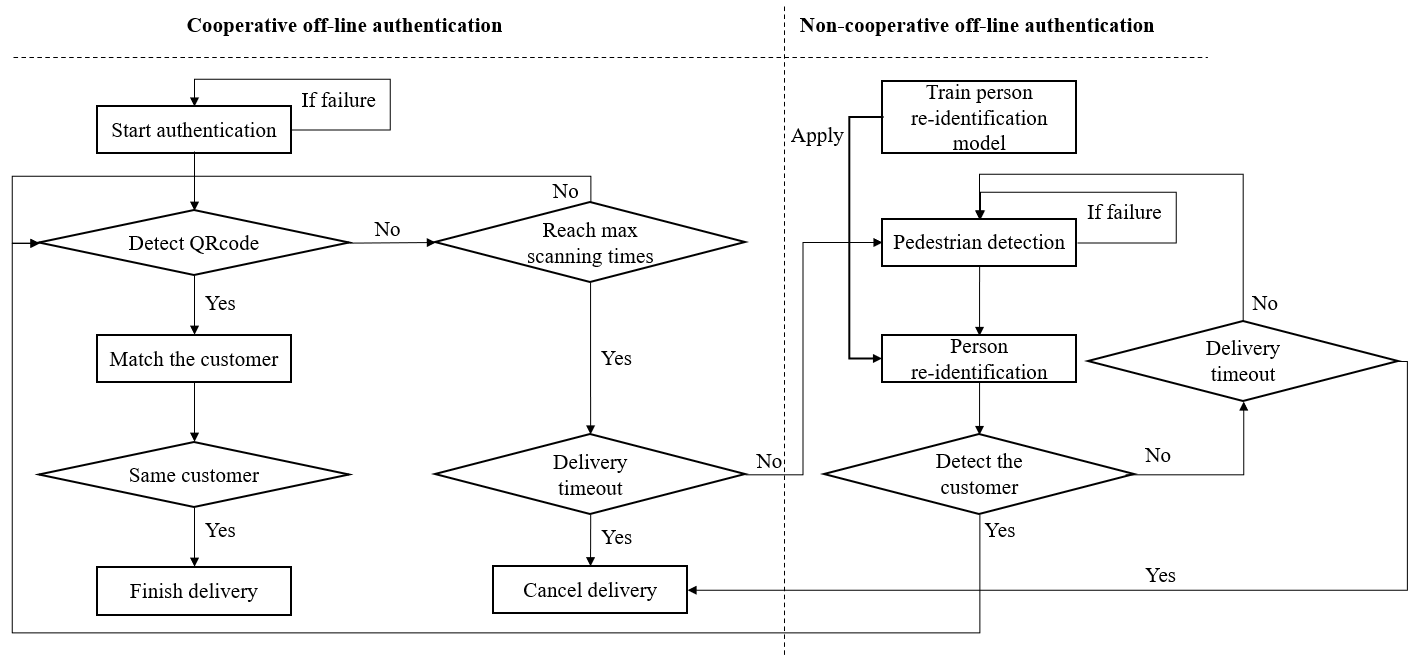 Cooperative off-line authentication
Non-cooperative off-line authentication
If failure
Start authentication
Train person
re-identification
model
Apply
No
Detect QRcode
No
Reach max
scanning times
Pedestrian detection
If failure
Yes
No
Match the customer
Yes
Person
re-identification
Delivery
timeout
Same customer
Delivery
timeout
No
Detect the
customer
No
Yes
Yes
Yes
Finish delivery
Cancel delivery
Yes